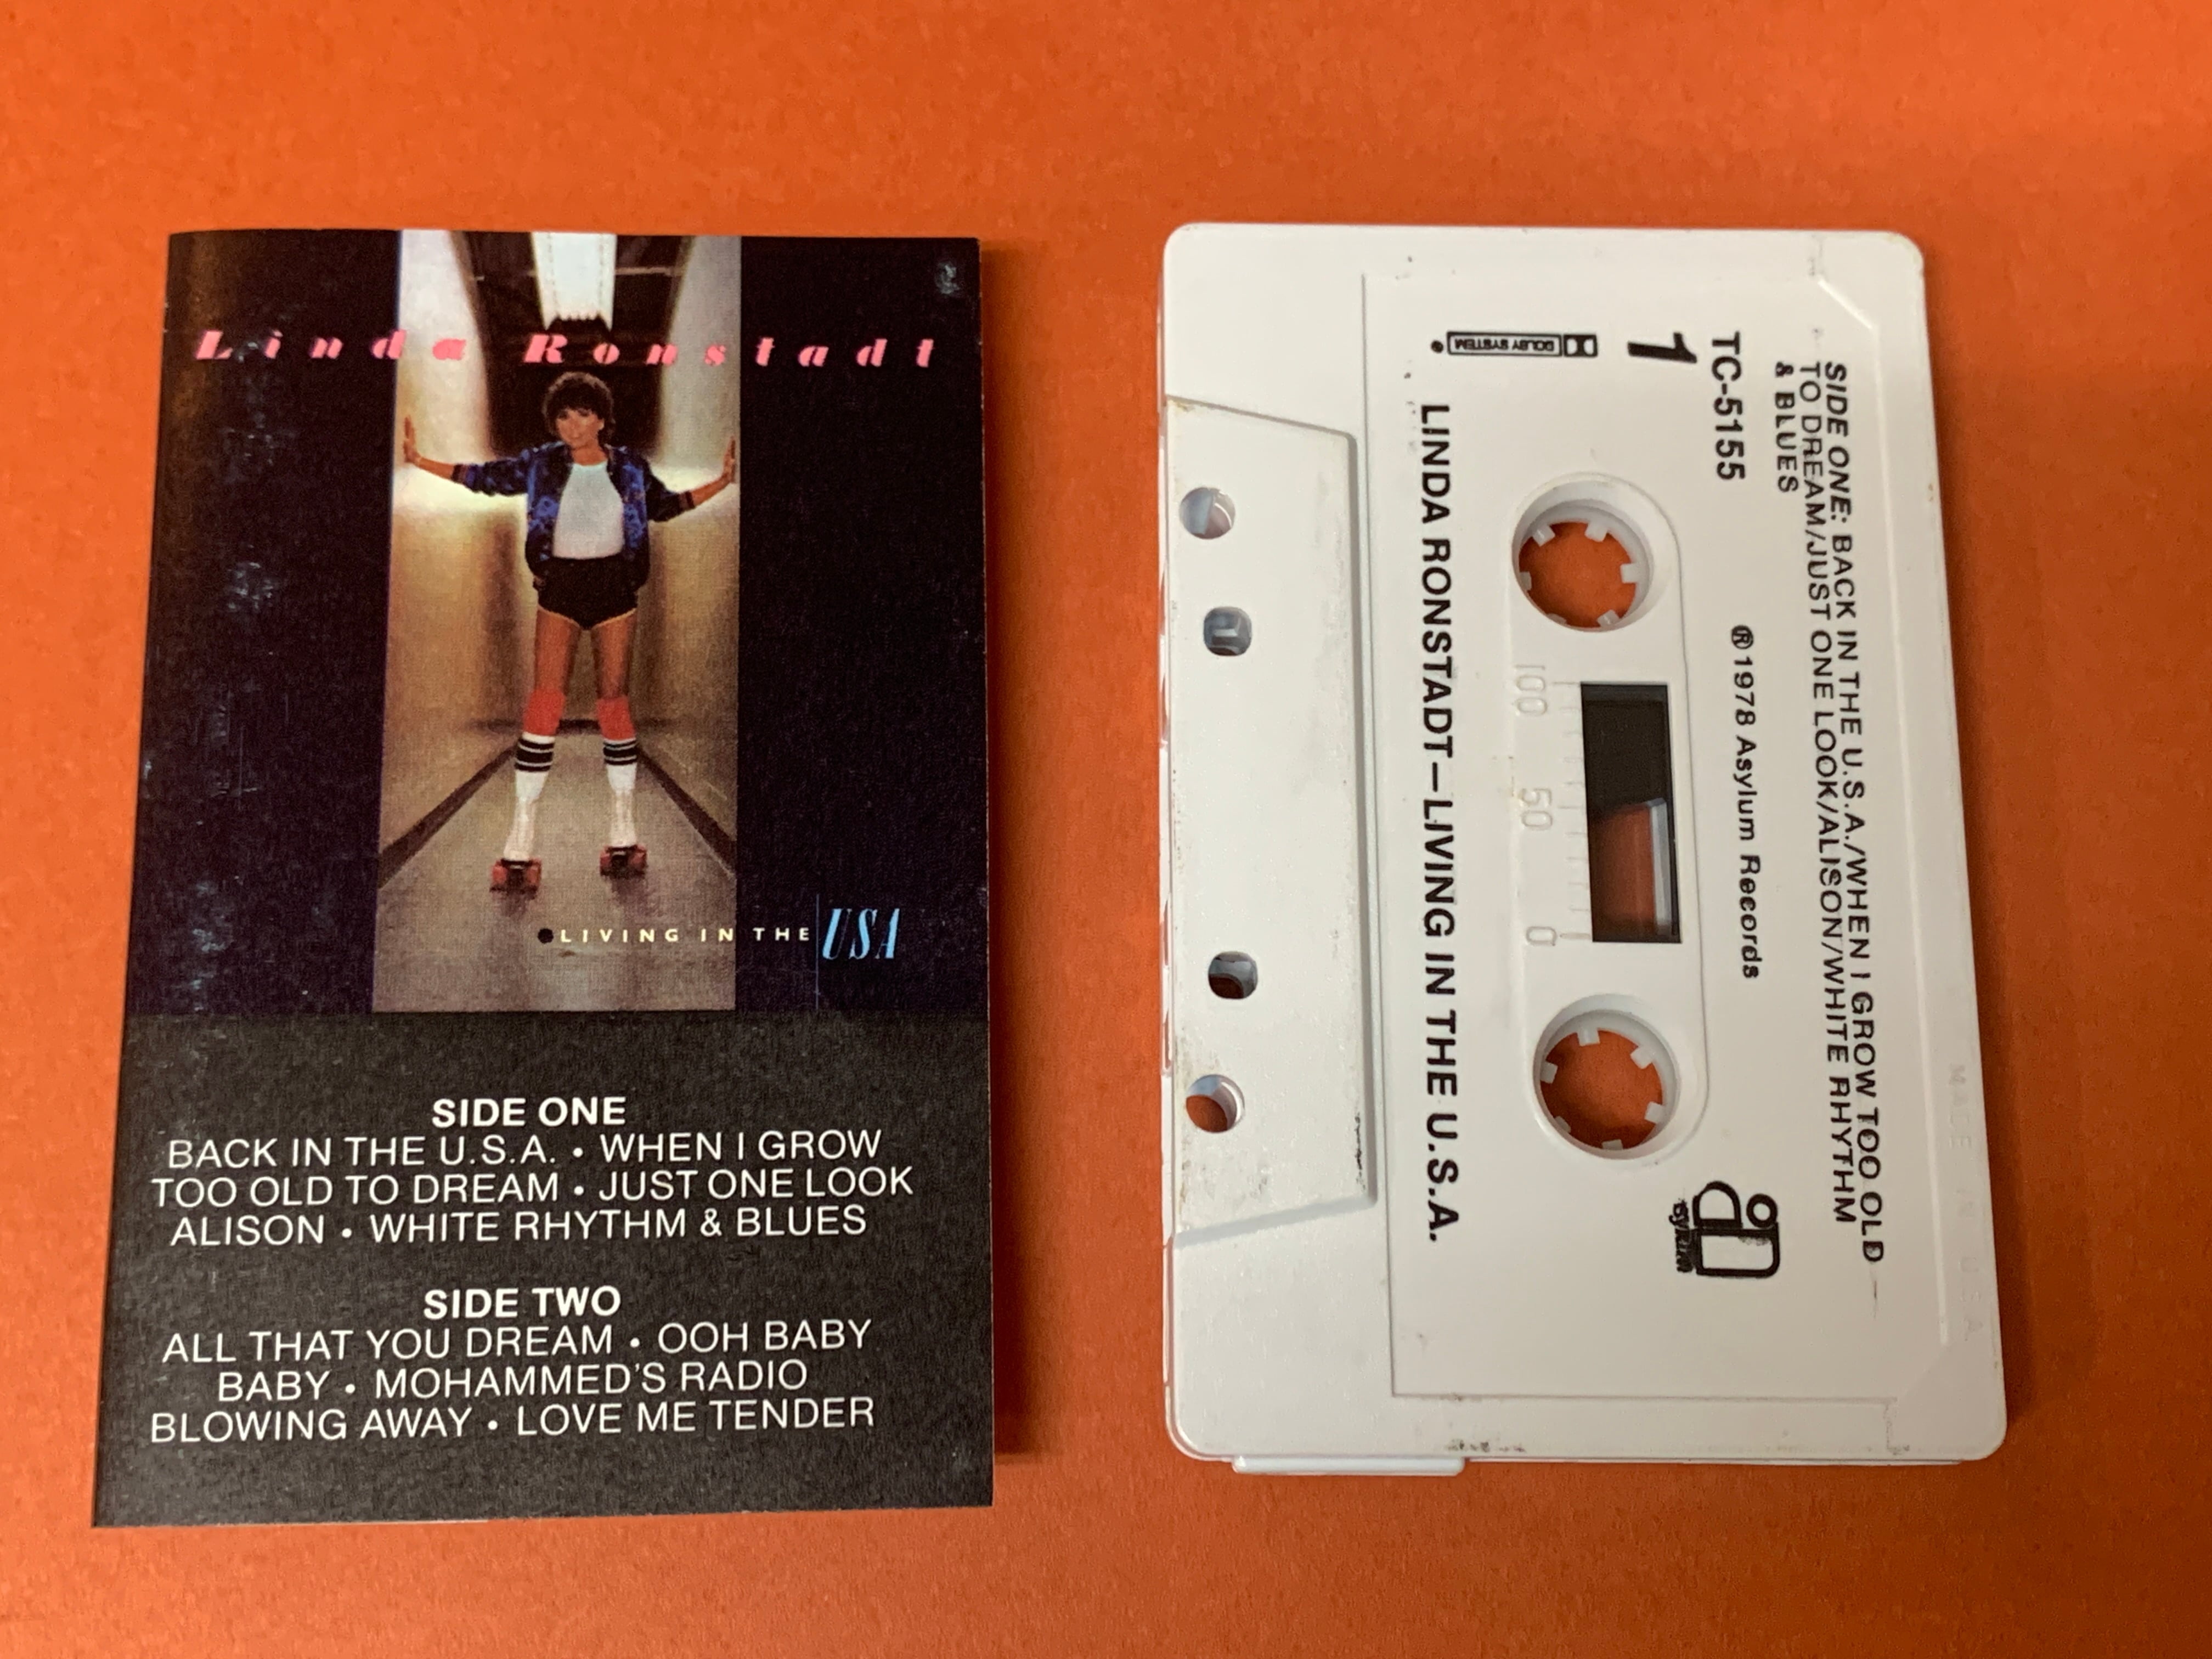 Linda Ronstadt
LIVING IN THE USA
SIDE ONE
BACK IN THE U.S.A. • WHEN I GROW
TOO OLD TO DREAM • JUST ONE LOOK
ALISON • WHITE RHYTHM & BLUES
SIDE TWO
ALL THAT YOU DREAM • OOH BABY
BABY • MOHAMMED'S RADIO
BLOWING AWAY • LOVE ME TENDER
SIDE ONE: BACK IN THE U.S.A./WHEN I GROW TOO OLD
TO DREAM/JUST ONE LOOK/ALISON/WHITE RHYTHM
& BLUES
TC-5155
®1978 Asylum Records
1
asylum
DOLBY SYSTEM
100 50 0
LINDA RONSTADT—LIVING IN THE U.S.A.
MADE IN U.S.A.